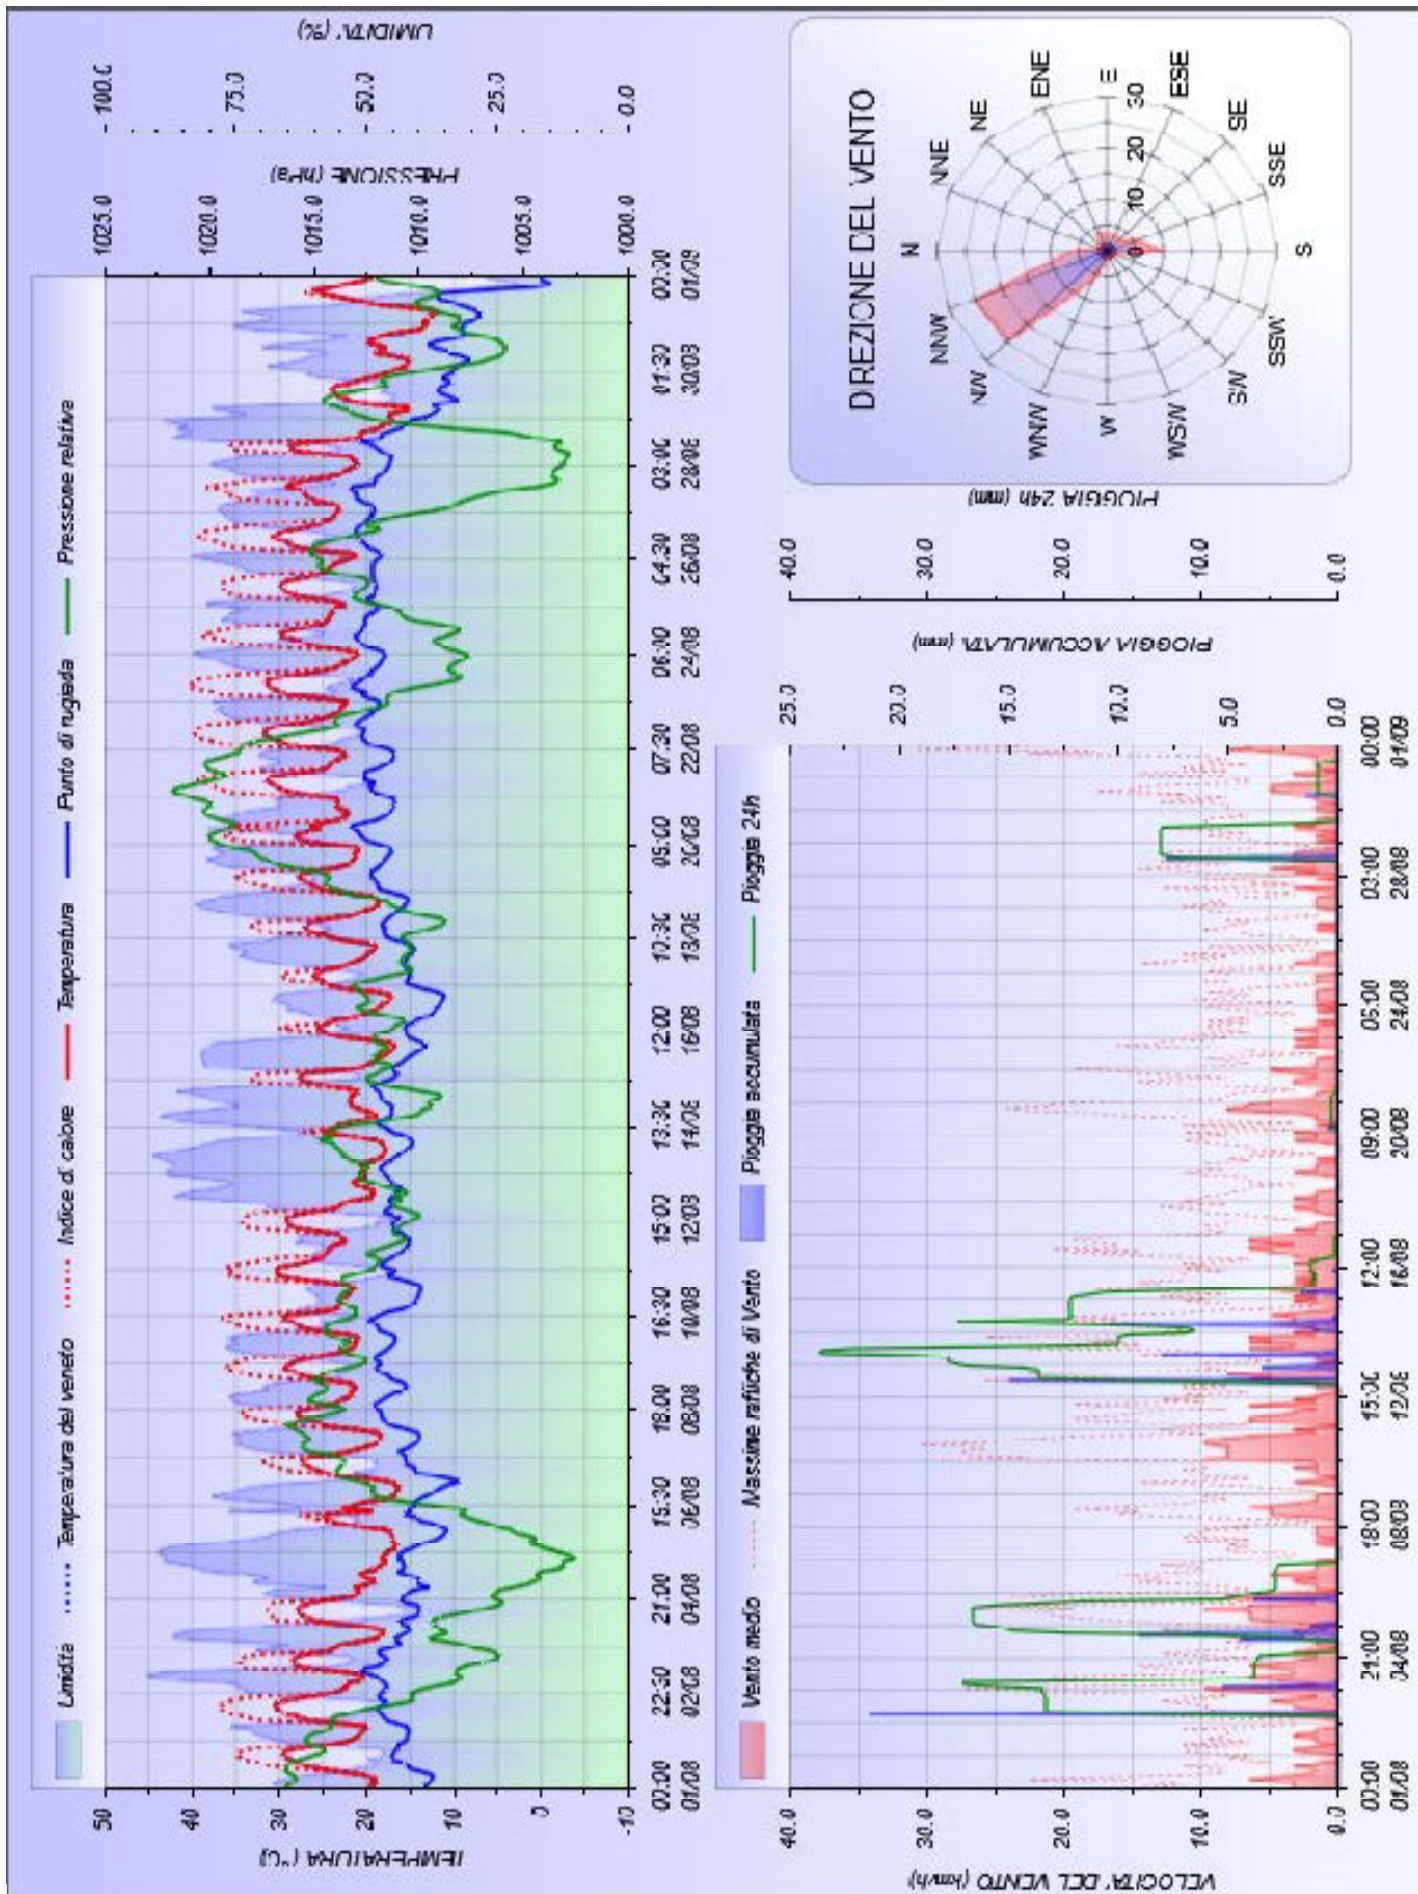 Umidità
Temperatura del vento
Indice di calore
Temperatura
Punto di rugiada
Pressione relativa
TEMPERATURA (°C)
50
40
30
20
10
0
-10
PRESSIONE (hPa)
1025.0
1020.0
1015.0
1010.0
1005.0
1000.0
UMIDITA' (%)
100.0
75.0
50.0
25.0
0.0
00:00 22:30 21:00 15:30 18:00 16:30 15:00 13:30 12:00 10:30 05:00 07:30 06:00 04:30 03:00 01:30 00:00
01/08 02/08 04/08 06/08 08/08 10/08 12/08 14/08 16/08 18/08 20/08 22/08 24/08 26/08 28/08 30/08 01/09
Vento medio
Massime raffiche di Vento
Pioggia accumulata
Pioggia 24h
VELOCITA' DEL VENTO (km/h)
40.0
30.0
20.0
10.0
0.0
PIOGGIA ACCUMULATA (mm)
25.0
20.0
15.0
10.0
5.0
0.0
PIOGGIA 24h (mm)
40.0
30.0
20.0
10.0
0.0
00:00 21:00 18:00 15:00 12:00 09:00 06:00 03:00 00:00
01/08 04/08 08/08 12/08 16/08 20/08 24/08 28/08 01/09
DIREZIONE DEL VENTO
N
NNE
NE
ENE
E
ESE
SE
SSE
S
SSW
SW
WSW
W
WNW
NW
NNW
0 10 20 30